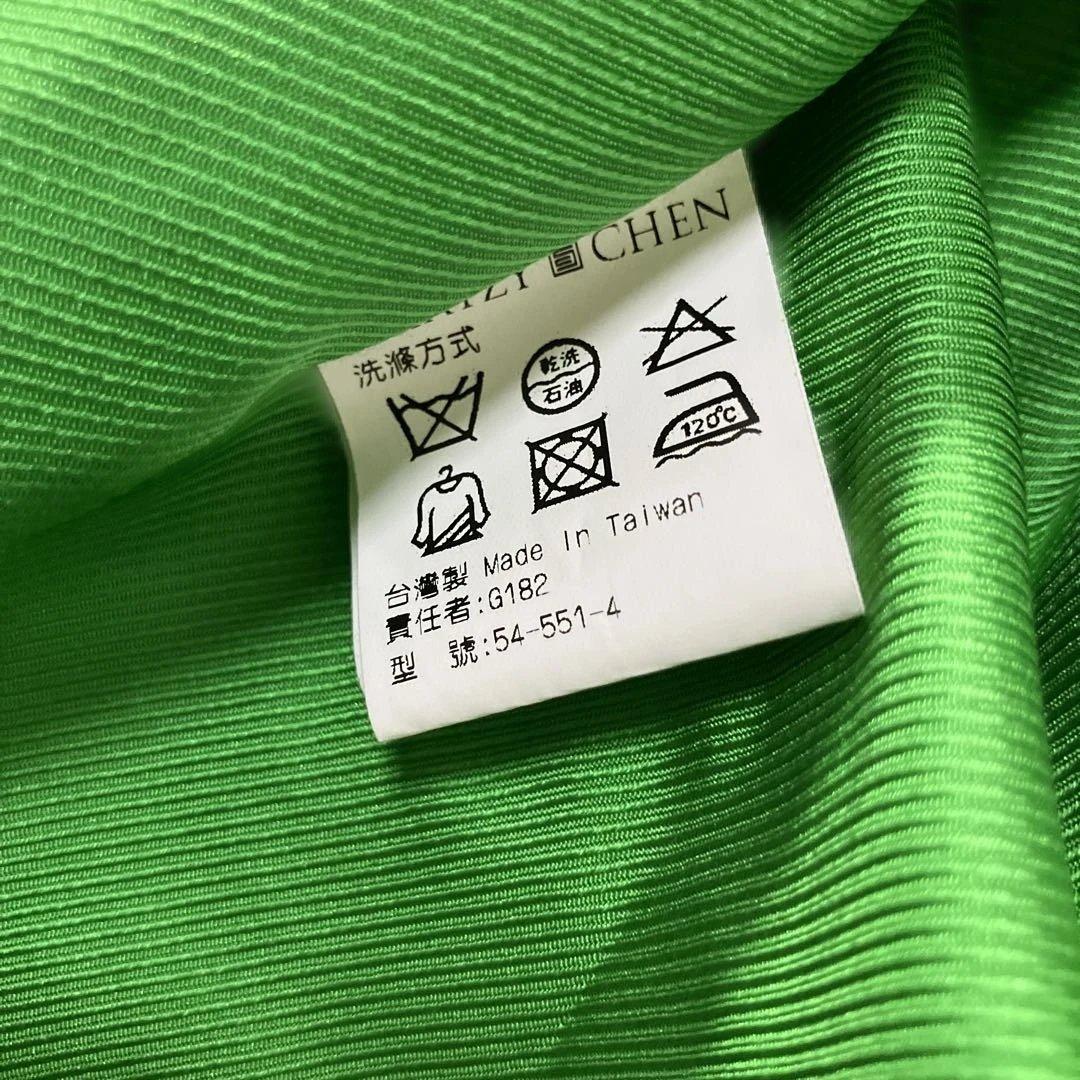 CHEN
洗滌方式
乾洗
石油
120℃
台灣製 Made In Taiwan
責任者:G182
型 號:54-551-4